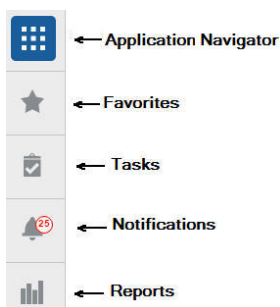 Application Navigator
Favorites
Tasks
25
Notifications
Reports